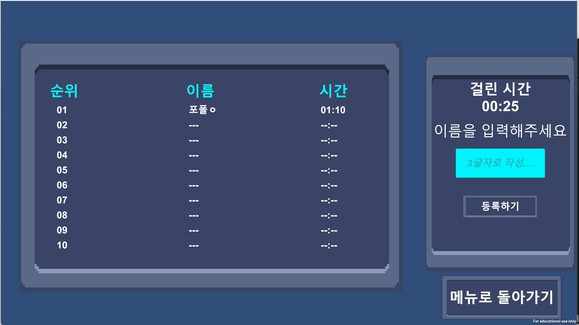 순위 이름 시간
01 포풀ㅇ 01:10
02 --- --:--
03 --- --:--
04 --- --:--
05 --- --:--
06 --- --:--
07 --- --:--
08 --- --:--
09 --- --:--
10 --- --:--
걸린 시간
00:25
이름을 입력해주세요
3글자로 작성...
등록하기
메뉴로 돌아가기
For educational use only